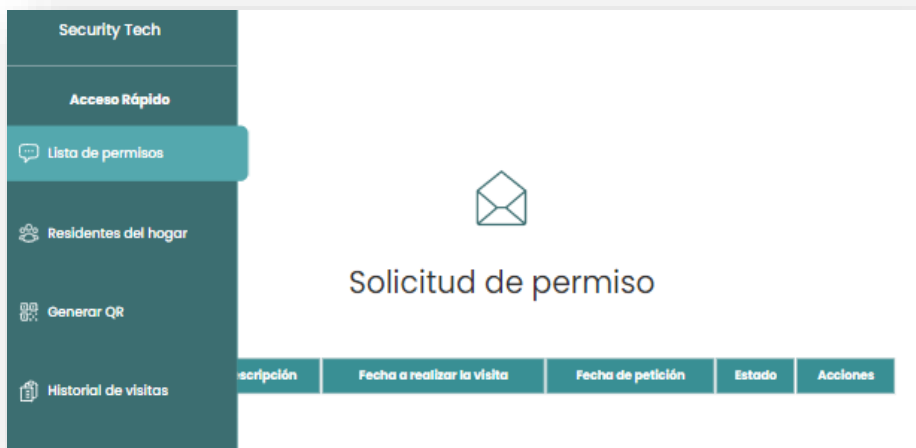 Security Tech
Acceso Rápido
Lista de permisos
Residentes del hogar
Generar QR
Historial de visitas
Solicitud de permiso
scripción Fecha a realizar la visita Fecha de petición Estado Acciones